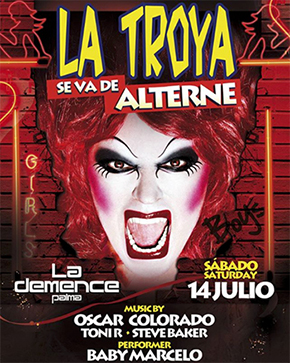 LA TROYA
SE VA DE
ALTERNE
GIRLS
Boys
La
demence
palma
SÁBADO
SATURDAY
14 JULIO
MUSIC BY
OSCAR COLORADO
TONI R · STEVE BAKER
PERFORMER
BABY MARCELO